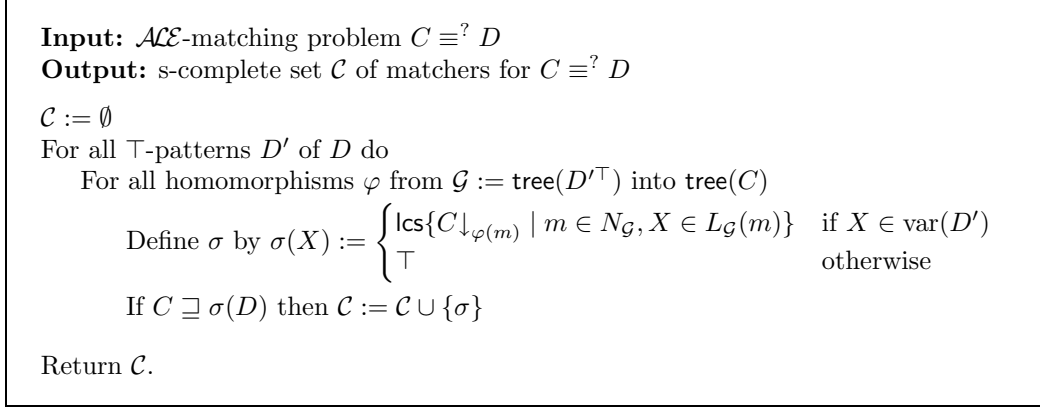 Input: 𝒜ℒℰ-matching problem C ≡? D
Output: s-complete set 𝒞 of matchers for C ≡? D
𝒞 := ∅
For all ⊤-patterns D′ of D do
For all homomorphisms φ from 𝒢 := tree(D′⊤) into tree(C)
Define σ by σ(X) := { lcs{C↓φ(m) | m ∈ N𝒢, X ∈ L𝒢(m)} if X ∈ var(D′)
⊤ otherwise
If C ⊒ σ(D) then 𝒞 := 𝒞 ∪ {σ}
Return 𝒞.